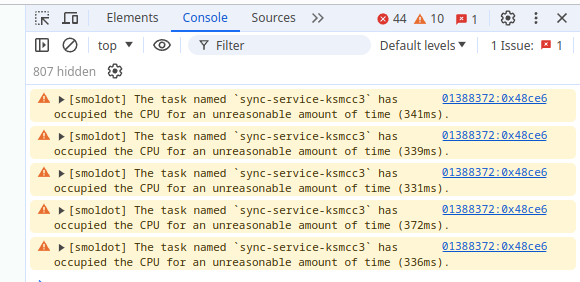 Elements Console Sources 44 10 1
top Filter Default levels 1 Issue: 1
807 hidden
[smoldot] The task named `sync-service-ksmcc3` has 01388372:0x48ce6
occupied the CPU for an unreasonable amount of time (341ms).
[smoldot] The task named `sync-service-ksmcc3` has 01388372:0x48ce6
occupied the CPU for an unreasonable amount of time (339ms).
[smoldot] The task named `sync-service-ksmcc3` has 01388372:0x48ce6
occupied the CPU for an unreasonable amount of time (331ms).
[smoldot] The task named `sync-service-ksmcc3` has 01388372:0x48ce6
occupied the CPU for an unreasonable amount of time (372ms).
[smoldot] The task named `sync-service-ksmcc3` has 01388372:0x48ce6
occupied the CPU for an unreasonable amount of time (336ms).